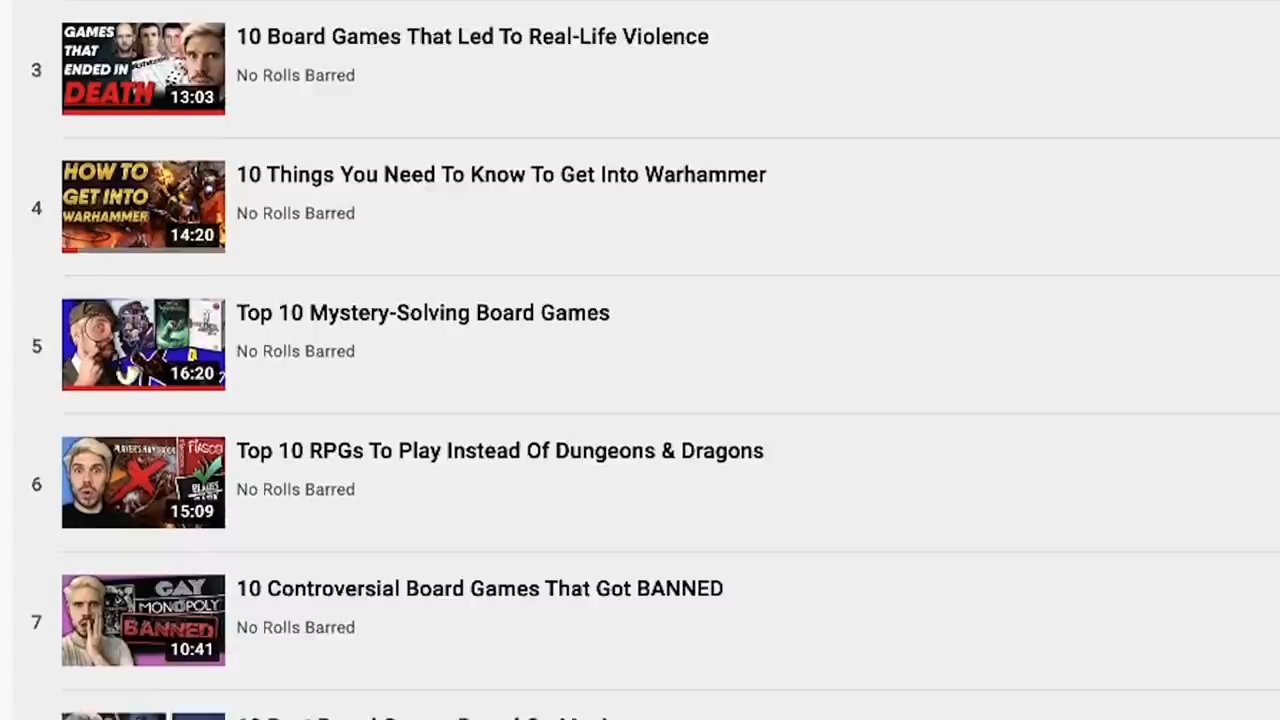 3
GAMES
THAT
ENDED IN
DEATH
13:03
10 Board Games That Led To Real-Life Violence
No Rolls Barred
4
HOW TO
GET INTO
WARHAMMER
14:20
10 Things You Need To Know To Get Into Warhammer
No Rolls Barred
5
16:20
Top 10 Mystery-Solving Board Games
No Rolls Barred
6
PLAYER'S HANDBOOK
FIASCO
BLADES
15:09
Top 10 RPGs To Play Instead Of Dungeons & Dragons
No Rolls Barred
7
GAY
MONOPOLY
BANNED
10:41
10 Controversial Board Games That Got BANNED
No Rolls Barred